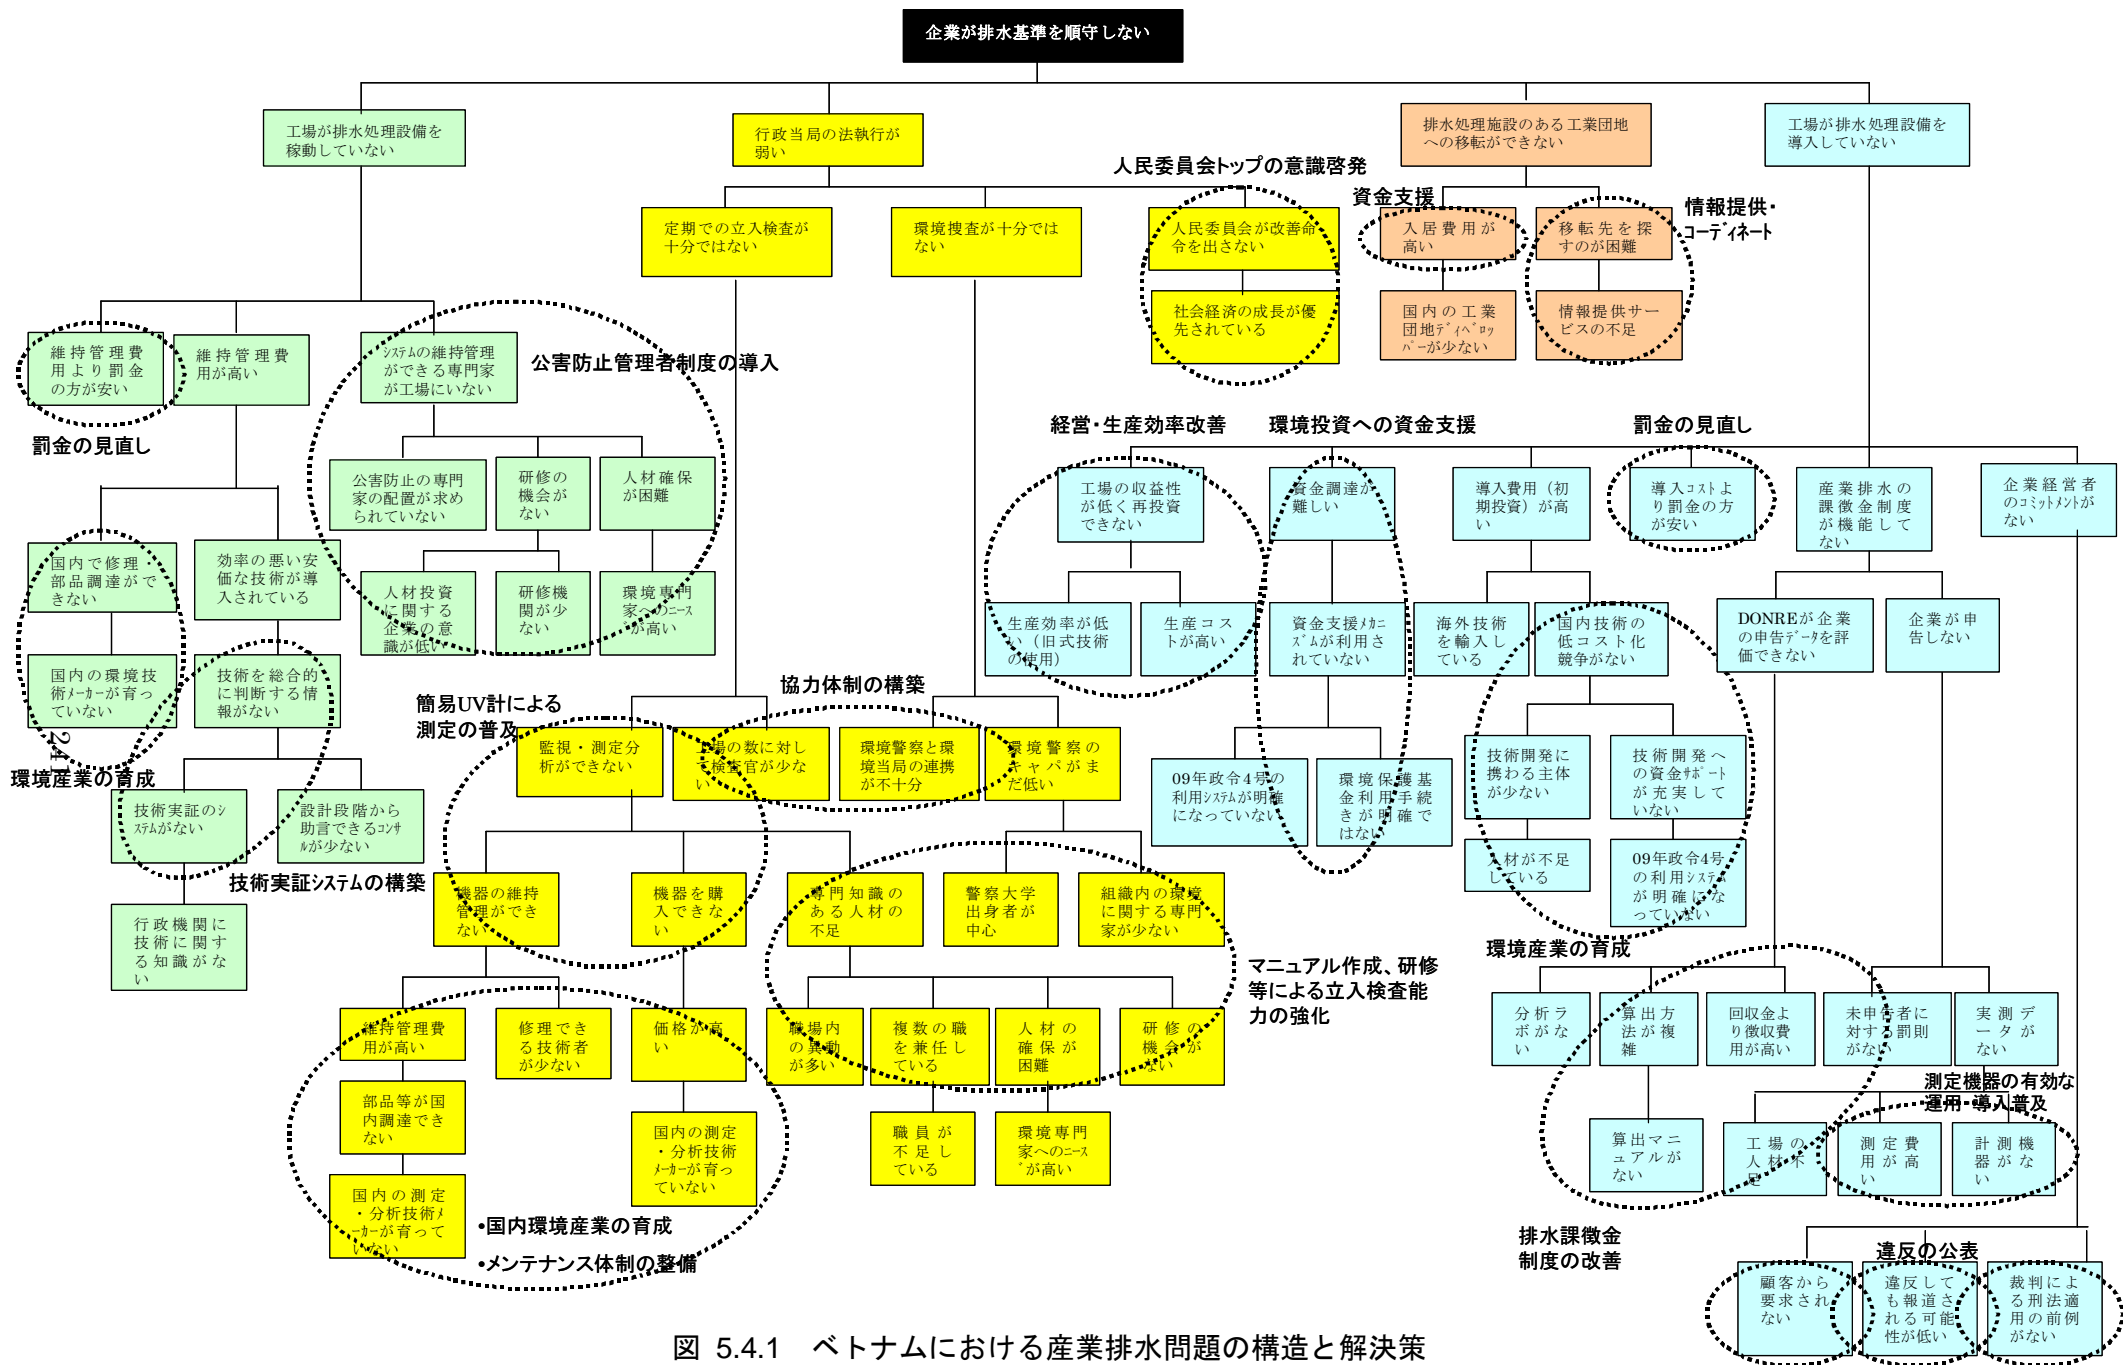 企業が排水基準を順守しない
工場が排水処理設備を
稼動していない
行政当局の法執行が
弱い
排水処理施設のある工業団地
への移転ができない
工場が排水処理設備を
導入していない
人民委員会トップの意識啓発
資金支援
情報提供・
コーディネート
定期での立入検査が
十分ではない
環境捜査が十分では
ない
人民委員会が改善命
令を出さない
入居費用が
高い
移転先を探
すのが困難
社会経済の成長が優
先されている
国内の工業
団地ディベロッ
パーが少ない
情報提供サー
ビスの不足
維持管理費
用より罰金
の方が安い
維持管理費
用が高い
システムの維持管理
ができる専門家
が工場にいない
公害防止管理者制度の導入
罰金の見直し
経営・生産効率改善
環境投資への資金支援
罰金の見直し
公害防止の専門
家の配置が求め
られていない
研修の
機会が
ない
人材確保
が困難
工場の収益性
が低く再投資
できない
資金調達が
難しい
導入費用（初
期投資）が高
い
導入コストよ
り罰金の方
が安い
産業排水の
課徴金制度
が機能して
ない
企業経営者
のコミットメントが
ない
国内で修理・
部品調達がで
きない
効率の悪い安
価な技術が導
入されている
人材投資
に関する
企業の意
識が低い
研修機
関が少
ない
環境専門
家へのニーズ
が高い
生産効率が低
い（旧式技術
の使用）
生産コス
トが高い
資金支援メカニ
ズムが利用さ
れていない
海外技術
を輸入し
ている
国内技術の
低コスト化
競争がない
DONREが企業
の申告データを評
価できない
企業が申
告しない
国内の環境技
術メーカーが育っ
ていない
技術を総合的
に判断する情
報がない
241
環境産業の育成
簡易UV計による
測定の普及
協力体制の構築
監視・測定分
析ができない
工場の数に対し
て検査官が少な
い
環境警察と環
境当局の連携
が不十分
環境警察の
キャパがま
だ低い
09年政令4号の
利用システムが明確
になっていない
環境保護基
金利用手続
きが明確で
はない
技術開発に
携わる主体
が少ない
技術開発へ
の資金サポート
が充実して
いない
技術実証のシ
ステムがない
設計段階から
助言できるコンサ
ルが少ない
技術実証システムの構築
人材が不足
している
09年政令4号
の利用システム
が明確にな
っていない
行政機関に
技術に関す
る知識がな
い
機器の維持
管理ができ
ない
機器を購
入できな
い
専門知識の
ある人材の
不足
警察大学
出身者が
中心
組織内の環境
に関する専門
家が少ない
環境産業の育成
マニュアル作成、研修
等による立入検査能
力の強化
維持管理費
用が高い
修理でき
る技術者
が少ない
価格が高
い
職場内
の異動
が多い
複数の職
を兼任し
ている
人材の
確保が
困難
研修の
機会が
ない
分析ラ
ボがな
い
算出方
法が複
雑
回収金よ
り徴収費
用が高い
未申告者に
対する罰則
がない
実測デ
ータが
ない
測定機器の有効な
運用・導入普及
部品等が国
内調達でき
ない
国内の測定
・分析技術
メーカーが育っ
ていない
職員が
不足し
ている
環境専門
家へのニーズ
が高い
算出マニ
ュアルが
ない
工場の
人材不
足
測定費
用が高
い
計測機
器がな
い
国内の測定
・分析技術メ
ーカーが育って
いない
•国内環境産業の育成
•メンテナンス体制の整備
排水課徴金
制度の改善
違反の公表
顧客から
要求され
ない
違反して
も報道さ
れる可能
性が低い
裁判によ
る刑法適
用の前例
がない
図 5.4.1　ベトナムにおける産業排水問題の構造と解決策